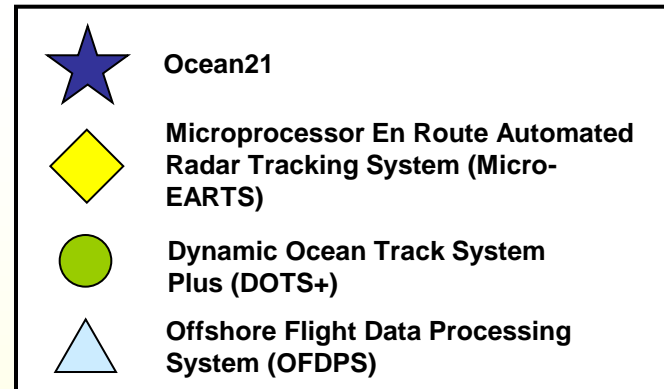 Ocean21
Microprocessor En Route Automated
Radar Tracking System (Micro-
EARTS)
Dynamic Ocean Track System
Plus (DOTS+)
Offshore Flight Data Processing
System (OFDPS)